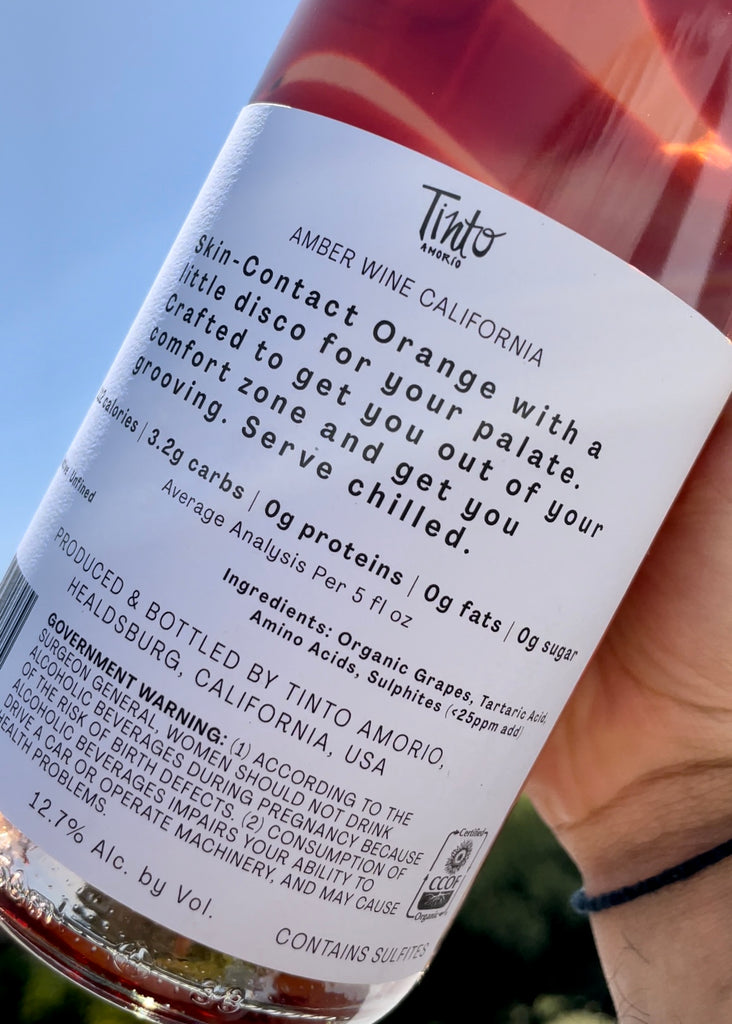 Tinto
AMORÍO
AMBER WINE CALIFORNIA
Skin-Contact Orange with a
little disco for your palate.
Crafted to get you out of your
comfort zone and get you
grooving. Serve chilled.
calories | 3.2g carbs | 0g proteins | 0g fats | 0g sugar
Average Analysis Per 5 fl oz
Unfined
Ingredients: Organic Grapes, Tartaric Acid,
Amino Acids, Sulphites (<25ppm add)
PRODUCED & BOTTLED BY TINTO AMORIO,
HEALDSBURG, CALIFORNIA, USA
GOVERNMENT WARNING: (1) ACCORDING TO THE
SURGEON GENERAL WOMEN SHOULD NOT DRINK
ALCOHOLIC BEVERAGES DURING PREGNANCY BECAUSE
OF THE RISK OF BIRTH DEFECTS. (2) CONSUMPTION OF
ALCOHOLIC BEVERAGES IMPAIRS YOUR ABILITY TO
DRIVE A CAR OR OPERATE MACHINERY, AND MAY CAUSE
HEALTH PROBLEMS.
12.7% Alc. by Vol.
CONTAINS SULFITES
Certified
CCOF
Organic